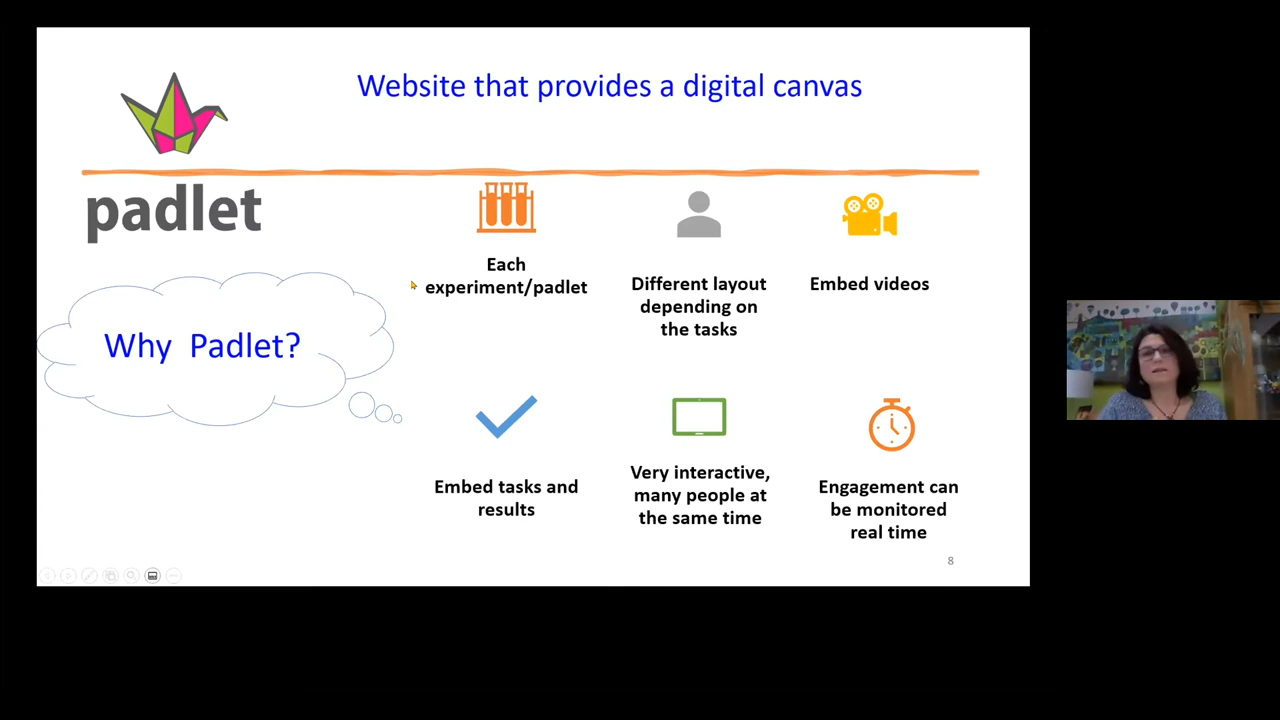 Website that provides a digital canvas
padlet
Why Padlet?
Each
experiment/padlet
Different layout
depending on
the tasks
Embed videos
Embed tasks and
results
Very interactive,
many people at
the same time
Engagement can
be monitored
real time
8